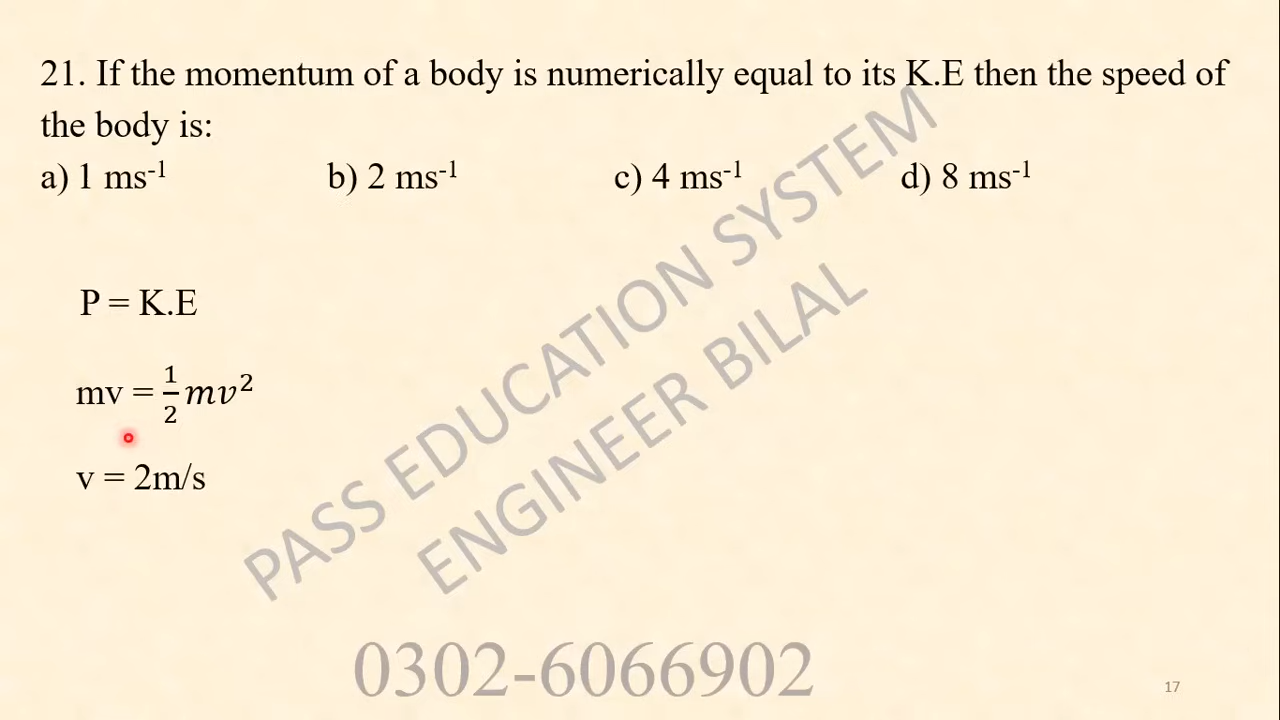 21. If the momentum of a body is numerically equal to its K.E then the speed of
the body is:
a) 1 ms⁻¹ b) 2 ms⁻¹ c) 4 ms⁻¹ d) 8 ms⁻¹
P = K.E
mv = ½mv²
v = 2m/s
PASS EDUCATION SYSTEM
ENGINEER BILAL
0302-6066902
17